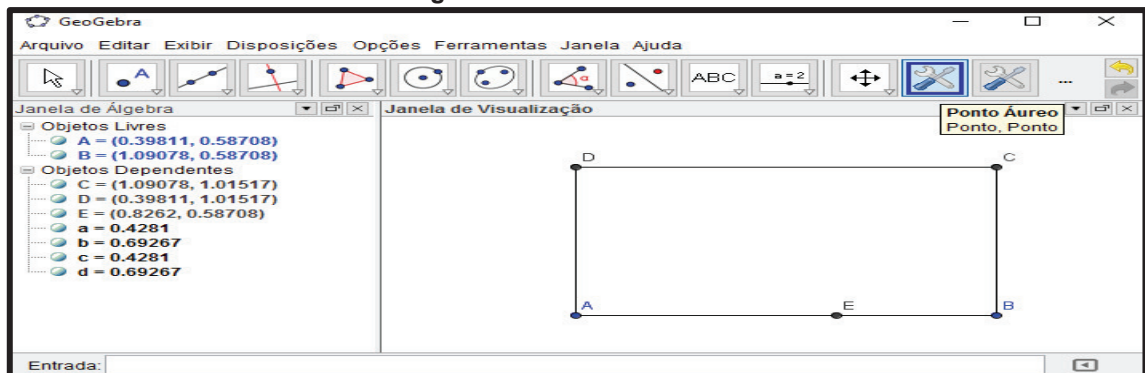 GeoGebra
Arquivo Editar Exibir Disposições Opções Ferramentas Janela Ajuda
A
α
ABC
a = 2
...
Janela de Álgebra
Janela de Visualização
Ponto Áureo
Ponto, Ponto
Objetos Livres
A = (0.39811, 0.58708)
B = (1.09078, 0.58708)
Objetos Dependentes
C = (1.09078, 1.01517)
D = (0.39811, 1.01517)
E = (0.8262, 0.58708)
a = 0.4281
b = 0.69267
c = 0.4281
d = 0.69267
D
C
A
E
B
Entrada: